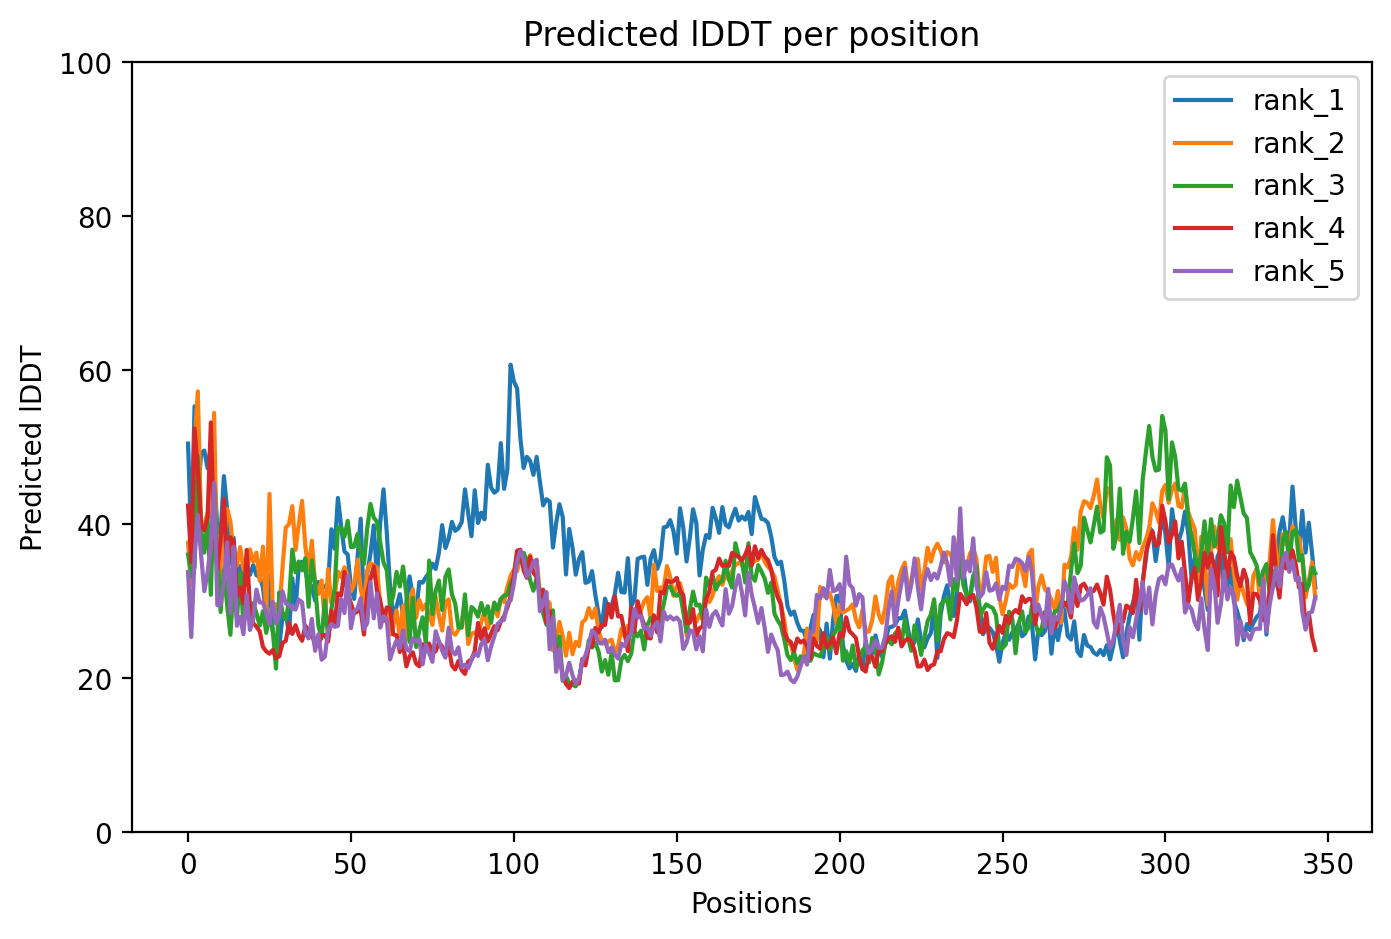 Predicted lDDT per position
Predicted lDDT
100
80
60
40
20
0
0 50 100 150 200 250 300 350
Positions
rank_1
rank_2
rank_3
rank_4
rank_5